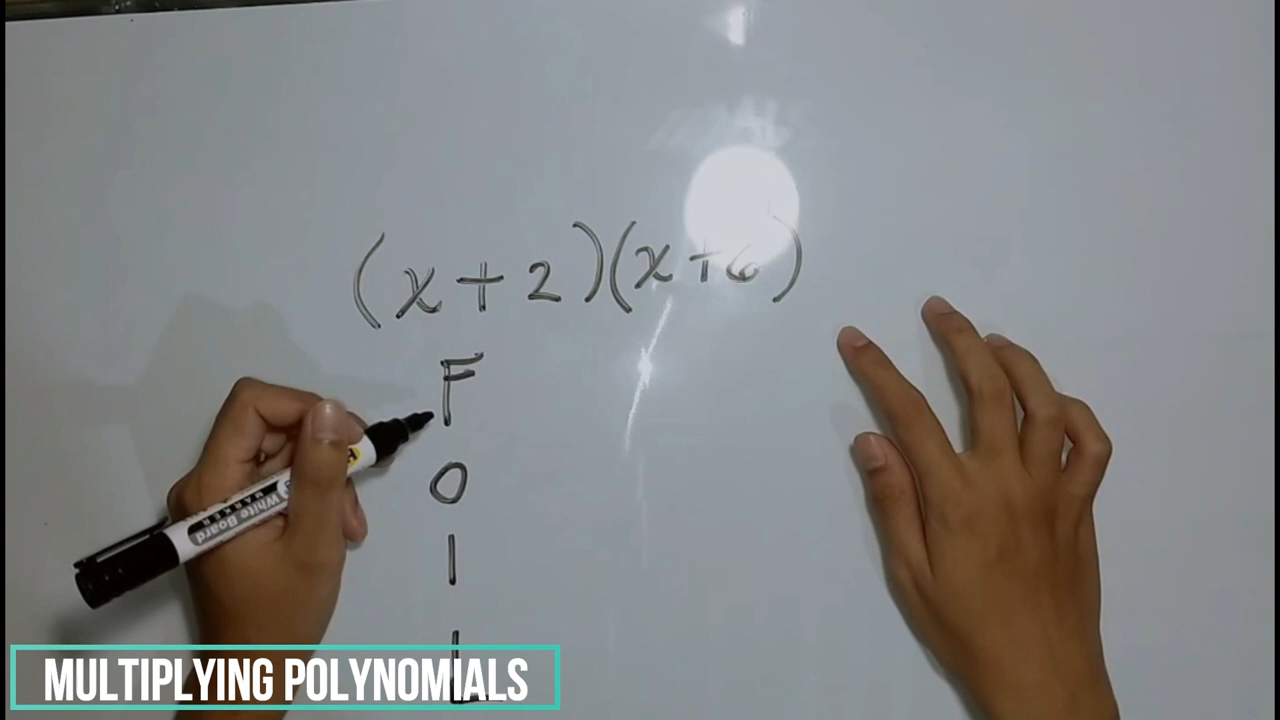 (x+2)(x+6)
F
O
I
L
White Board
MARKER
MULTIPLYING POLYNOMIALS